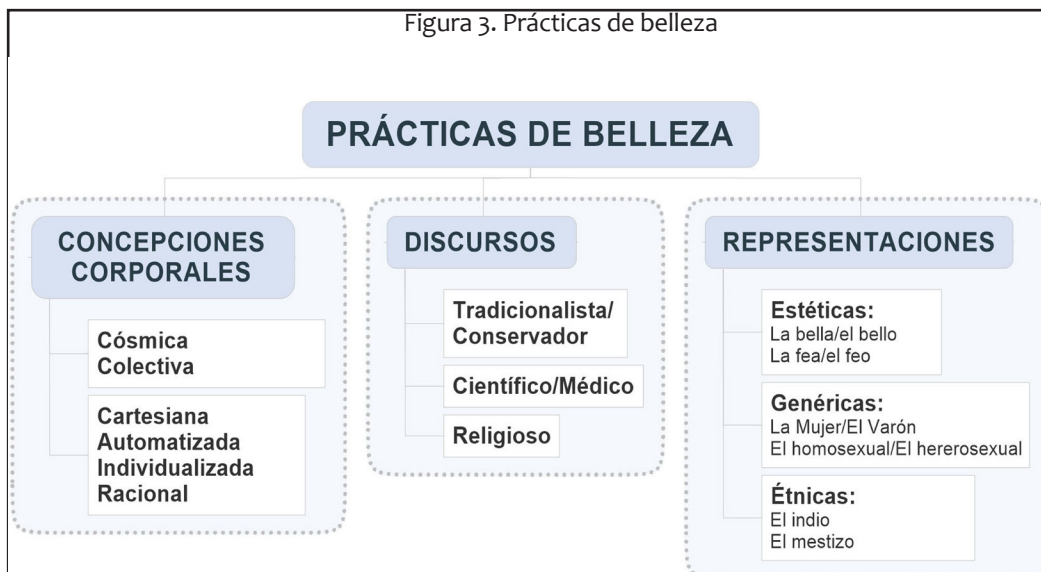 Figura 3. Prácticas de belleza
PRÁCTICAS DE BELLEZA
CONCEPCIONES
CORPORALES
Cósmica
Colectiva
Cartesiana
Automatizada
Individualizada
Racional
DISCURSOS
Tradicionalista/
Conservador
Científico/Médico
Religioso
REPRESENTACIONES
Estéticas:
La bella/el bello
La fea/el feo
Genéricas:
La Mujer/El Varón
El homosexual/El hererosexual
Étnicas:
El indio
El mestizo